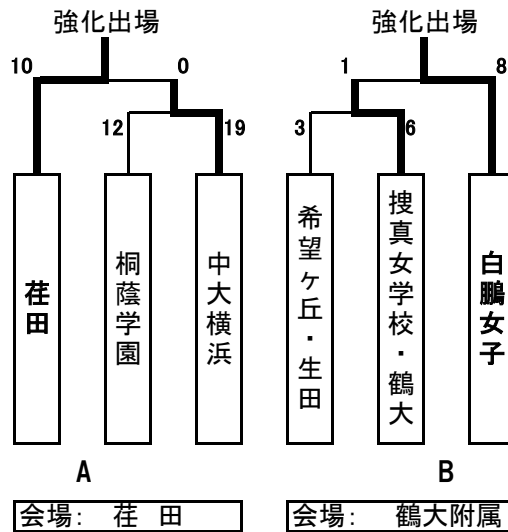 強化出場 強化出場
10 0 1 8
12 19 3 6
荏田 桐蔭学園 中大横浜 希望ヶ丘・生田 捜真女学校・鶴大 白鵬女子
A B
会場: 荏 田 会場: 鶴大附属